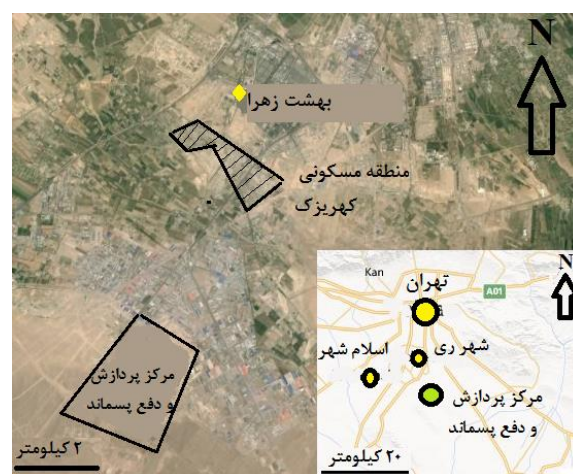 N
بهشت زهرا
منطقه مسکونی
کهریزک
مرکز پردازش
و دفع پسماند
۲ کیلومتر
N
Kan
تهران
A01
شهر ری
اسلام شهر
مرکز پردازش
و دفع پسماند
۲۰ کیلومتر